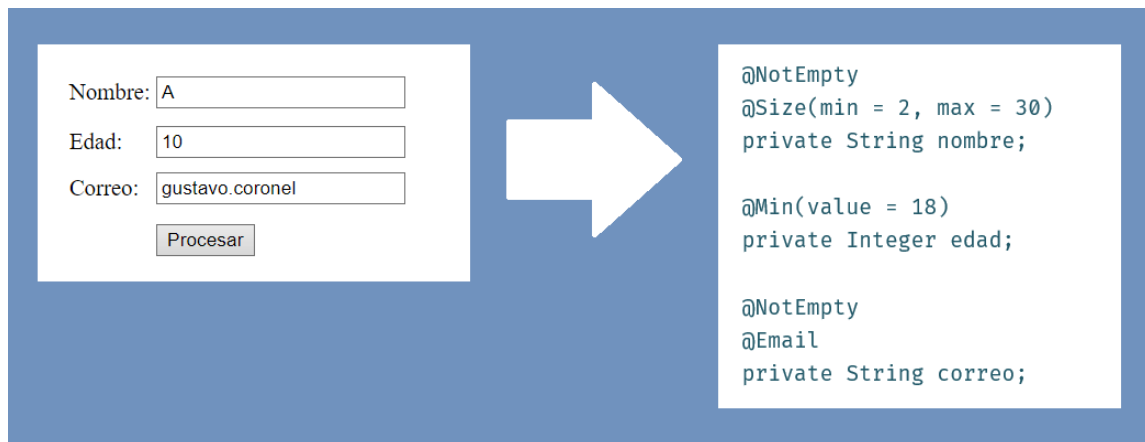 Nombre: A
Edad: 10
Correo: gustavo.coronel
Procesar
@NotEmpty
@Size(min = 2, max = 30)
private String nombre;
@Min(value = 18)
private Integer edad;
@NotEmpty
@Email
private String correo;